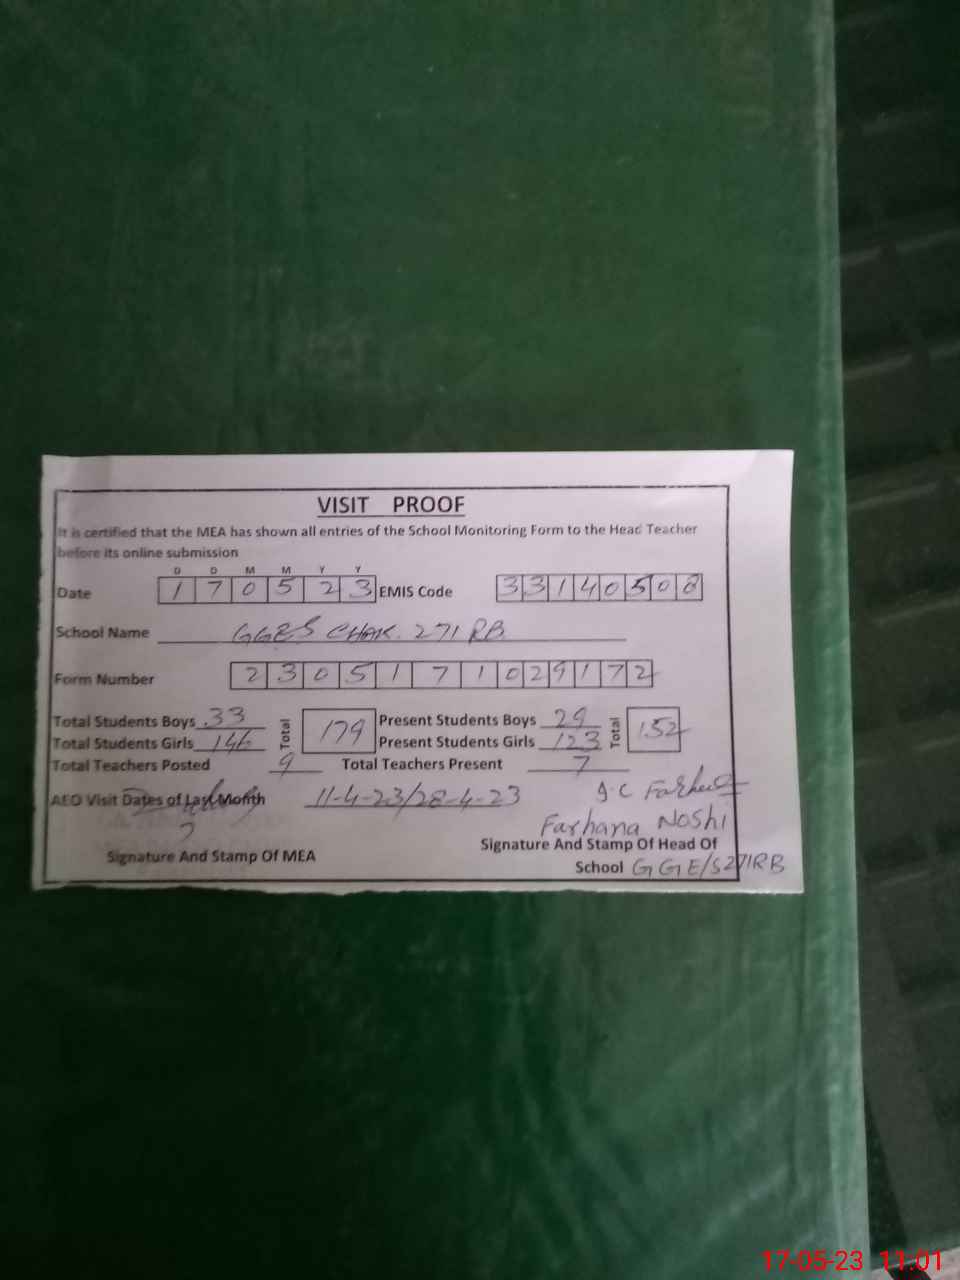 VISIT PROOF
It is certified that the MEA has shown all entries of the School Monitoring Form to the Head Teacher
before its online submission
D D M M Y Y
Date 1 7 0 5 2 3 EMIS Code 3 3 1 4 0 5 0 8
School Name GGES CHAK. 271 RB
Form Number 2 3 0 5 1 7 1 0 2 9 1 7 2
Total Students Boys 33 Total 179 Present Students Boys 29 Total 152
Total Students Girls 146 Present Students Girls 123
Total Teachers Posted 9 Total Teachers Present 7
AEO Visit Dates of Last Month 11-4-23/28-4-23
Farhana Noshi
Signature And Stamp Of MEA Signature And Stamp Of Head Of
School GGE/S 271RB
17-05-23 11:01